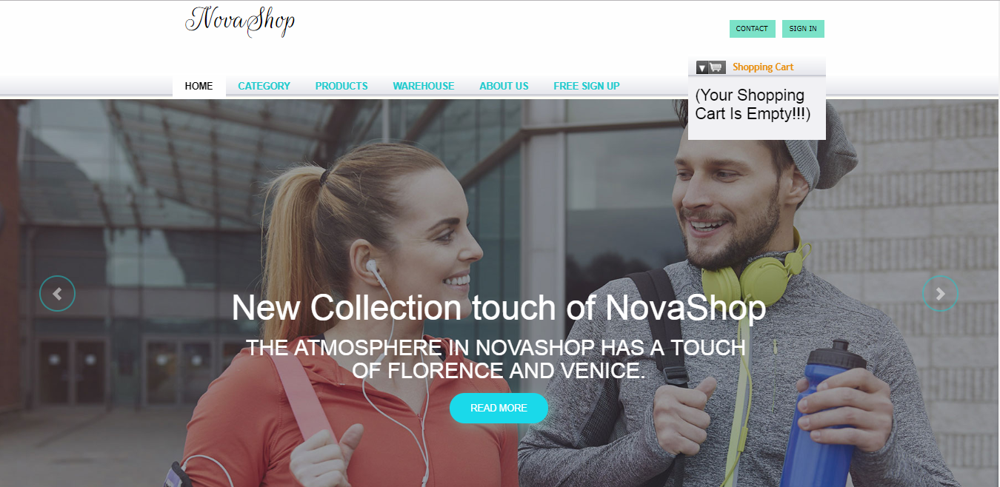 NovaShop
CONTACT
SIGN IN
Shopping Cart
HOME
CATEGORY
PRODUCTS
WAREHOUSE
ABOUT US
FREE SIGN UP
(Your Shopping
Cart Is Empty!!!)
New Collection touch of NovaShop
THE ATMOSPHERE IN NOVASHOP HAS A TOUCH
OF FLORENCE AND VENICE.
READ MORE